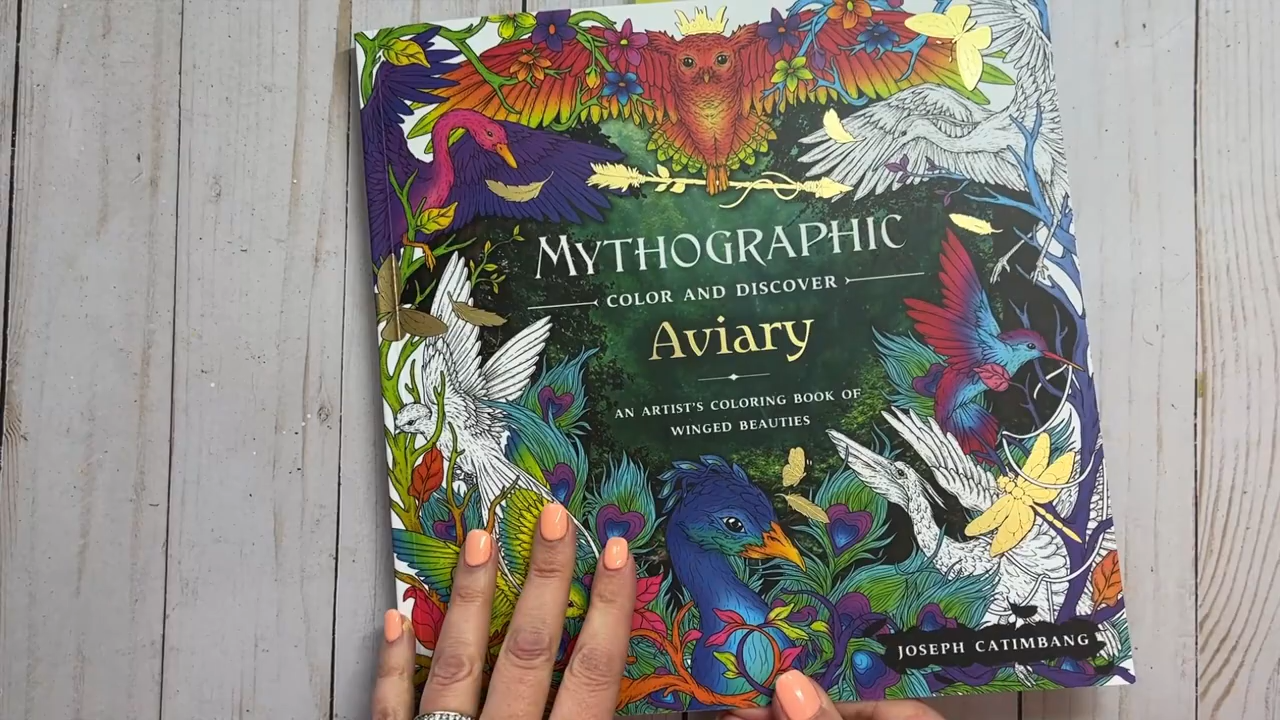 MYTHOGRAPHIC
COLOR AND DISCOVER
Aviary
AN ARTIST'S COLORING BOOK OF
WINGED BEAUTIES
JOSEPH CATIMBANG